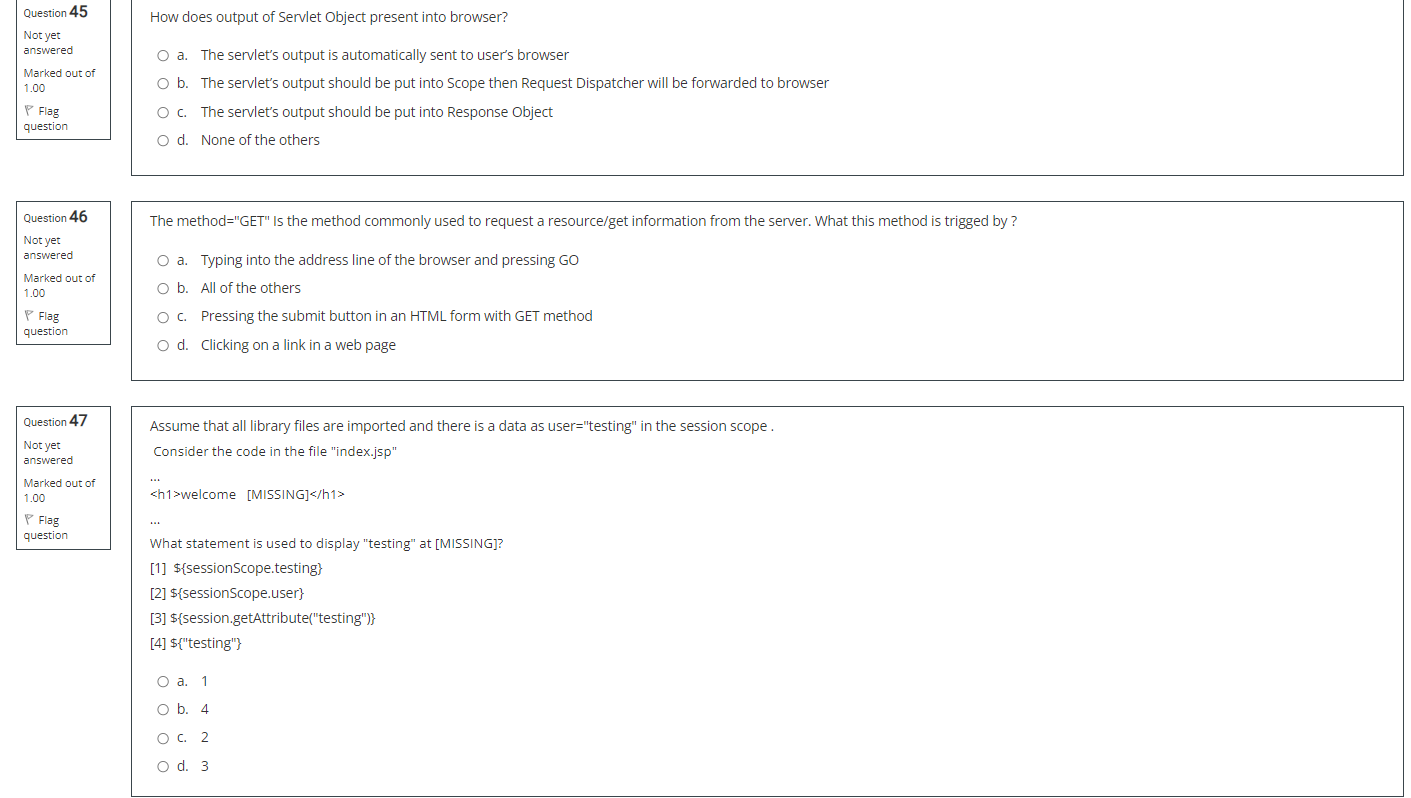 Question 45
Not yet
answered
Marked out of
1.00
Flag
question
How does output of Servlet Object present into browser?
a. The servlet's output is automatically sent to user's browser
b. The servlet's output should be put into Scope then Request Dispatcher will be forwarded to browser
c. The servlet's output should be put into Response Object
d. None of the others
Question 46
Not yet
answered
Marked out of
1.00
Flag
question
The method="GET" Is the method commonly used to request a resource/get information from the server. What this method is trigged by ?
a. Typing into the address line of the browser and pressing GO
b. All of the others
c. Pressing the submit button in an HTML form with GET method
d. Clicking on a link in a web page
Question 47
Not yet
answered
Marked out of
1.00
Flag
question
Assume that all library files are imported and there is a data as user="testing" in the session scope .
Consider the code in the file "index.jsp"
...
<h1>welcome [MISSING]</h1>
...
What statement is used to display "testing" at [MISSING]?
[1] ${sessionScope.testing}
[2] ${sessionScope.user}
[3] ${session.getAttribute("testing")}
[4] ${"testing"}
a. 1
b. 4
c. 2
d. 3